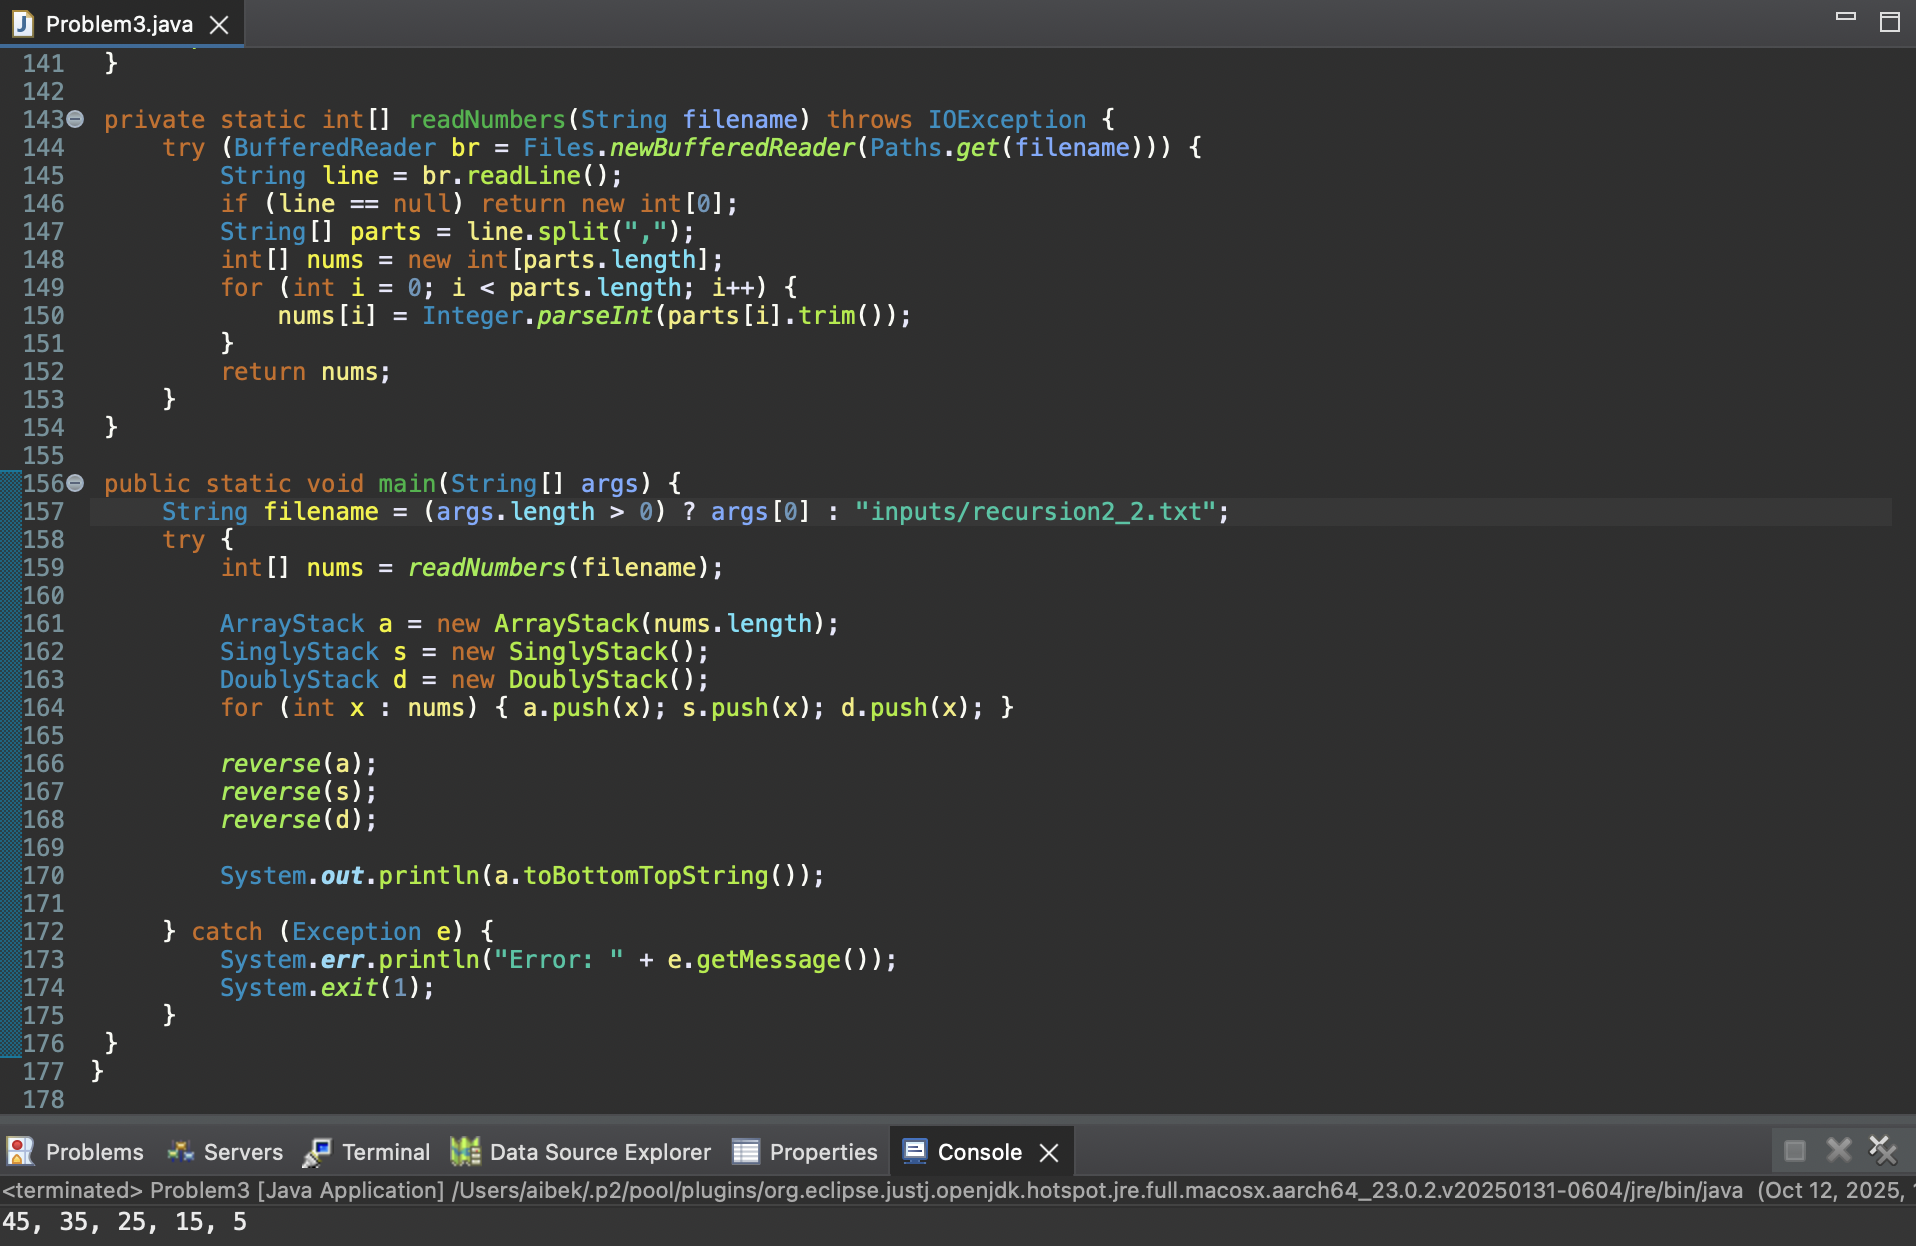 Problem3.java
141 }
142
143 private static int[] readNumbers(String filename) throws IOException {
144     try (BufferedReader br = Files.newBufferedReader(Paths.get(filename))) {
145         String line = br.readLine();
146         if (line == null) return new int[0];
147         String[] parts = line.split(",");
148         int[] nums = new int[parts.length];
149         for (int i = 0; i < parts.length; i++) {
150             nums[i] = Integer.parseInt(parts[i].trim());
151         }
152         return nums;
153     }
154 }
155
156 public static void main(String[] args) {
157     String filename = (args.length > 0) ? args[0] : "inputs/recursion2_2.txt";
158     try {
159         int[] nums = readNumbers(filename);
160
161         ArrayStack a = new ArrayStack(nums.length);
162         SinglyStack s = new SinglyStack();
163         DoublyStack d = new DoublyStack();
164         for (int x : nums) { a.push(x); s.push(x); d.push(x); }
165
166         reverse(a);
167         reverse(s);
168         reverse(d);
169
170         System.out.println(a.toBottomTopString());
171
172     } catch (Exception e) {
173         System.err.println("Error: " + e.getMessage());
174         System.exit(1);
175     }
176 }
177 }
178
Problems Servers Terminal Data Source Explorer Properties Console
<terminated> Problem3 [Java Application] /Users/aibek/.p2/pool/plugins/org.eclipse.justj.openjdk.hotspot.jre.full.macosx.aarch64_23.0.2.v20250131-0604/jre/bin/java (Oct 12, 2025,
45, 35, 25, 15, 5